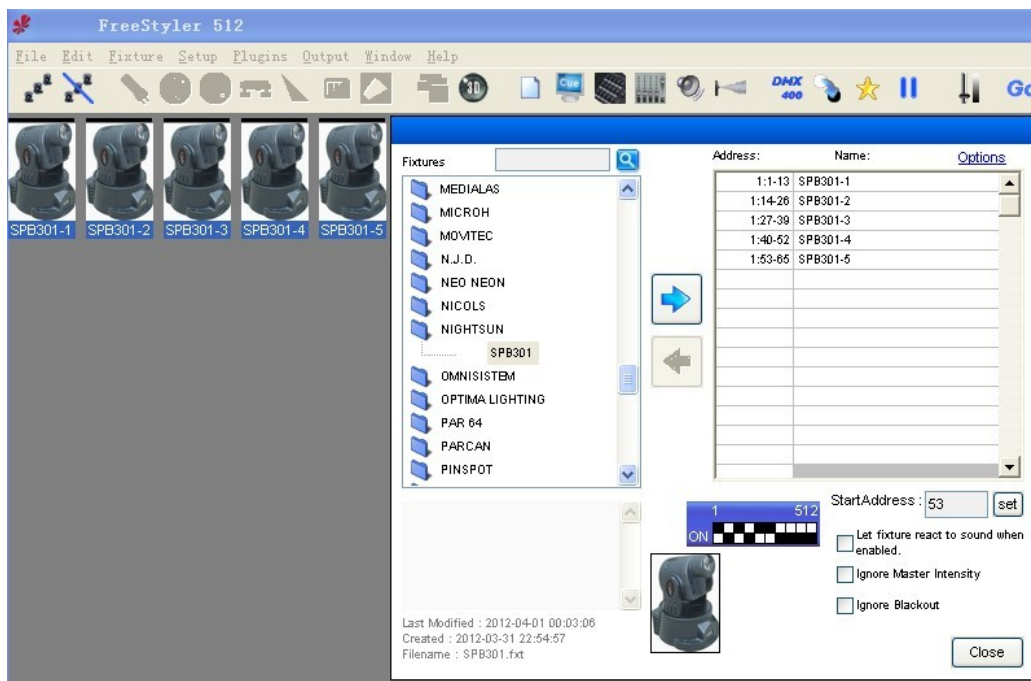 FreeStyler 512
File Edit Fixture Setup Plugins Output Window Help
3D
Cue
DMX
400
SPB301-1 SPB301-2 SPB301-3 SPB301-4 SPB301-5
Fixtures
MEDIALAS
MICROH
MOVITEC
N.J.D.
NEO NEON
NICOLS
NIGHTSUN
SPB301
OMNISISTEM
OPTIMA LIGHTING
PAR 64
PARCAN
PINSPOT
Last Modified : 2012-04-01 00:03:06
Created : 2012-03-31 22:54:57
Filename : SPB301.fxt
Address: Name: Options
1:1-13 SPB301-1
1:14-26 SPB301-2
1:27-39 SPB301-3
1:40-52 SPB301-4
1:53-65 SPB301-5
1 512
ON
StartAddress : 53 set
Let fixture react to sound when
enabled.
Ignore Master Intensity
Ignore Blackout
Close